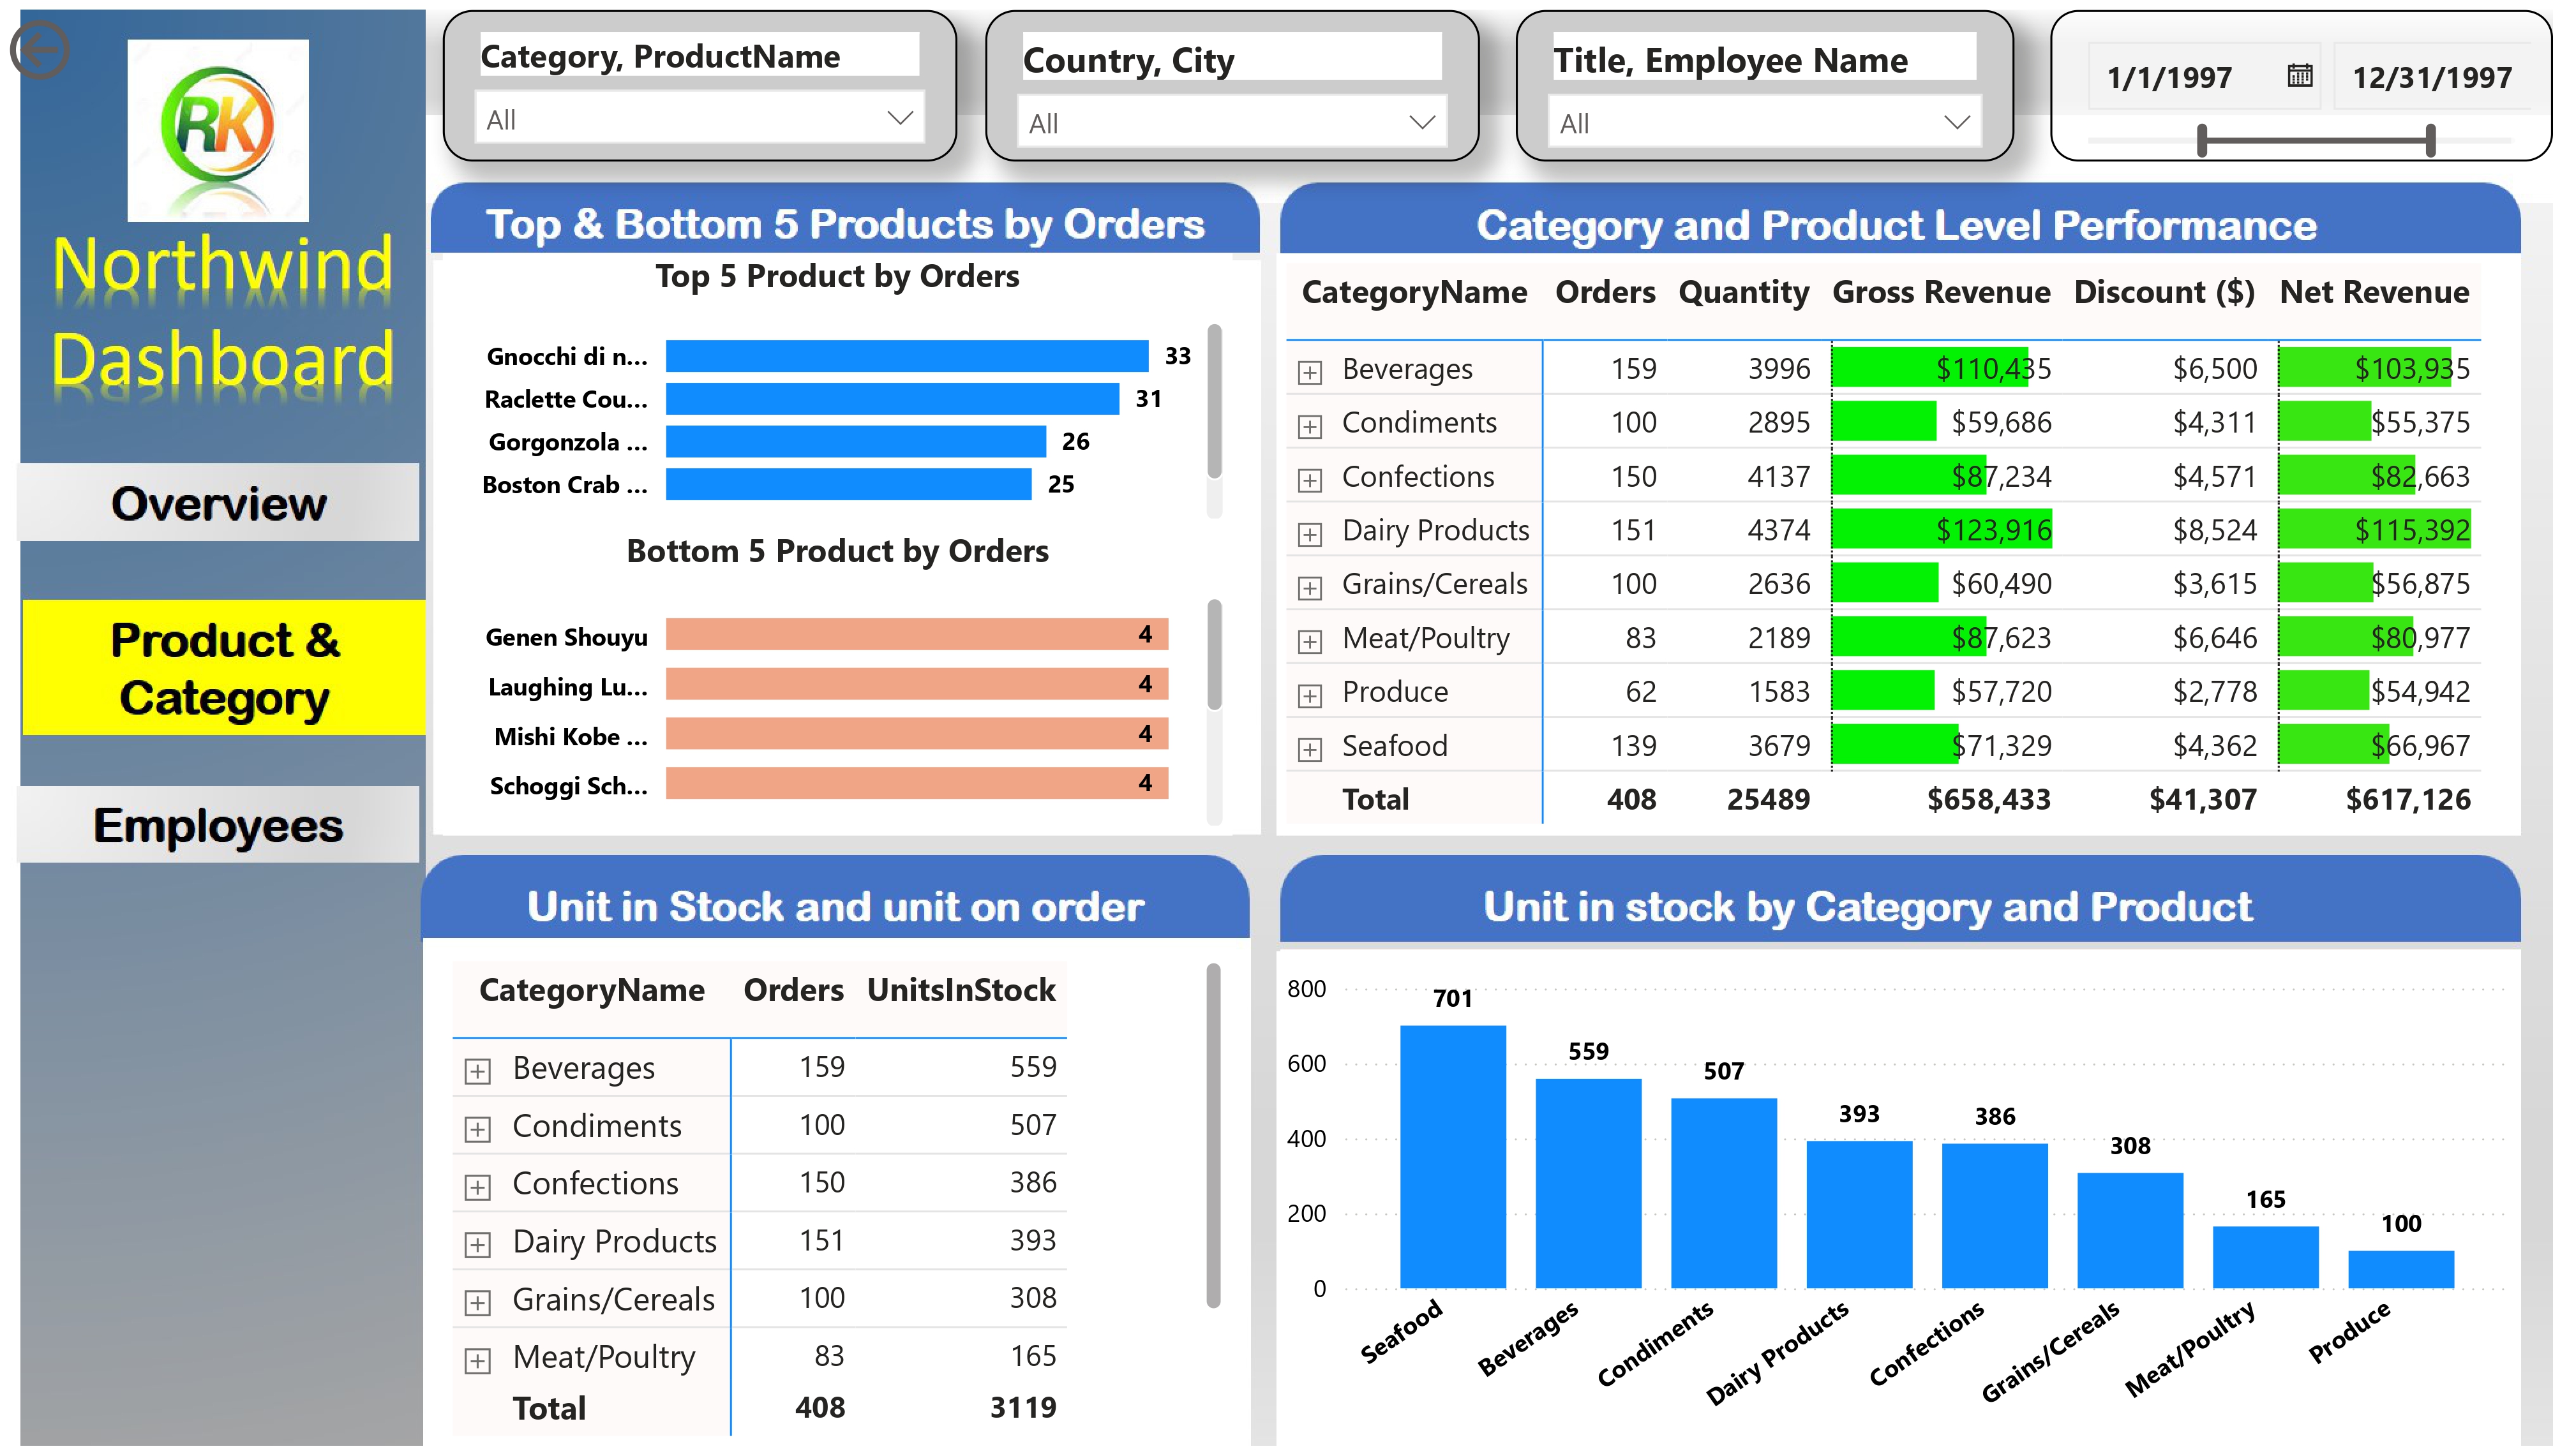 RK
Northwind
Dashboard
Overview
Product &
Category
Employees
Category, ProductName
All
Country, City
All
Title, Employee Name
All
1/1/1997
12/31/1997
Top & Bottom 5 Products by Orders
Top 5 Product by Orders
Gnocchi di n... 33
Raclette Cou... 31
Gorgonzola ... 26
Boston Crab ... 25
Bottom 5 Product by Orders
Genen Shouyu 4
Laughing Lu... 4
Mishi Kobe ... 4
Schoggi Sch... 4
Category and Product Level Performance
CategoryName Orders Quantity Gross Revenue Discount ($) Net Revenue
Beverages 159 3996 $110,435 $6,500 $103,935
Condiments 100 2895 $59,686 $4,311 $55,375
Confections 150 4137 $87,234 $4,571 $82,663
Dairy Products 151 4374 $123,916 $8,524 $115,392
Grains/Cereals 100 2636 $60,490 $3,615 $56,875
Meat/Poultry 83 2189 $87,623 $6,646 $80,977
Produce 62 1583 $57,720 $2,778 $54,942
Seafood 139 3679 $71,329 $4,362 $66,967
Total 408 25489 $658,433 $41,307 $617,126
Unit in Stock and unit on order
CategoryName Orders UnitsInStock
Beverages 159 559
Condiments 100 507
Confections 150 386
Dairy Products 151 393
Grains/Cereals 100 308
Meat/Poultry 83 165
Total 408 3119
Unit in stock by Category and Product
800
600
400
200
0
701 559 507 393 386 308 165 100
Seafood Beverages Condiments Dairy Products Confections Grains/Cereals Meat/Poultry Produce